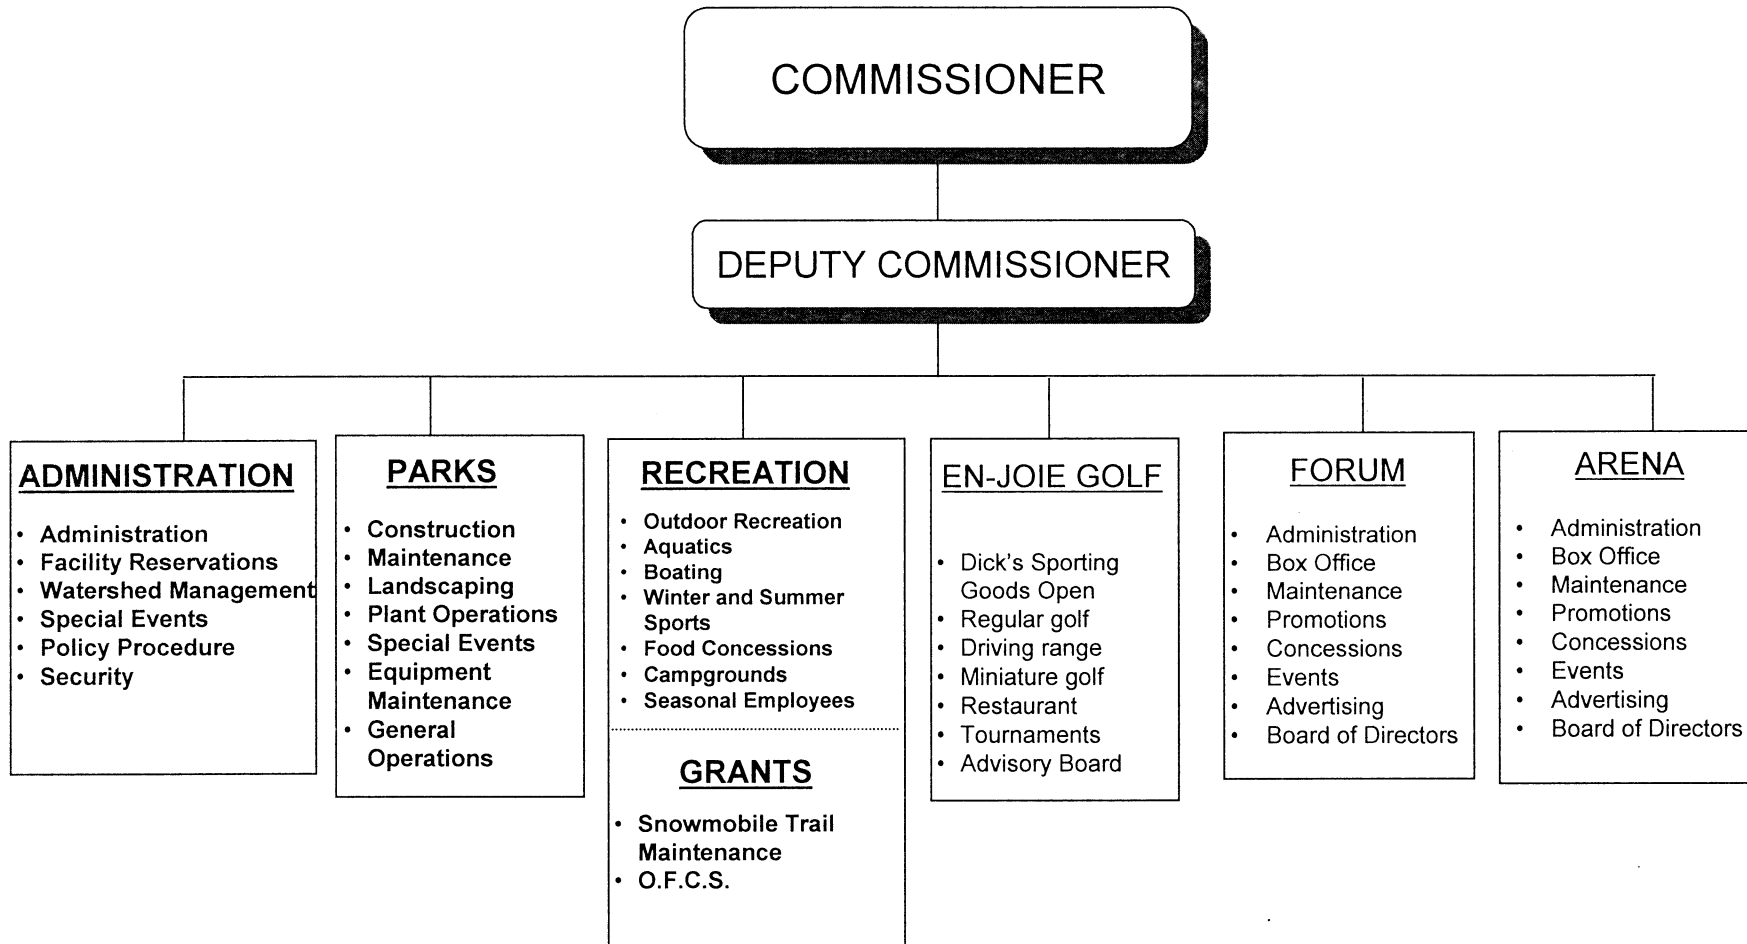 COMMISSIONER
DEPUTY COMMISSIONER
ADMINISTRATION
• Administration
• Facility Reservations
• Watershed Management
• Special Events
• Policy Procedure
• Security
PARKS
• Construction
• Maintenance
• Landscaping
• Plant Operations
• Special Events
• Equipment
Maintenance
• General
Operations
RECREATION
• Outdoor Recreation
• Aquatics
• Boating
• Winter and Summer
Sports
• Food Concessions
• Campgrounds
• Seasonal Employees
GRANTS
• Snowmobile Trail
Maintenance
• O.F.C.S.
EN-JOIE GOLF
• Dick's Sporting
Goods Open
• Regular golf
• Driving range
• Miniature golf
• Restaurant
• Tournaments
• Advisory Board
FORUM
• Administration
• Box Office
• Maintenance
• Promotions
• Concessions
• Events
• Advertising
• Board of Directors
ARENA
• Administration
• Box Office
• Maintenance
• Promotions
• Concessions
• Events
• Advertising
• Board of Directors